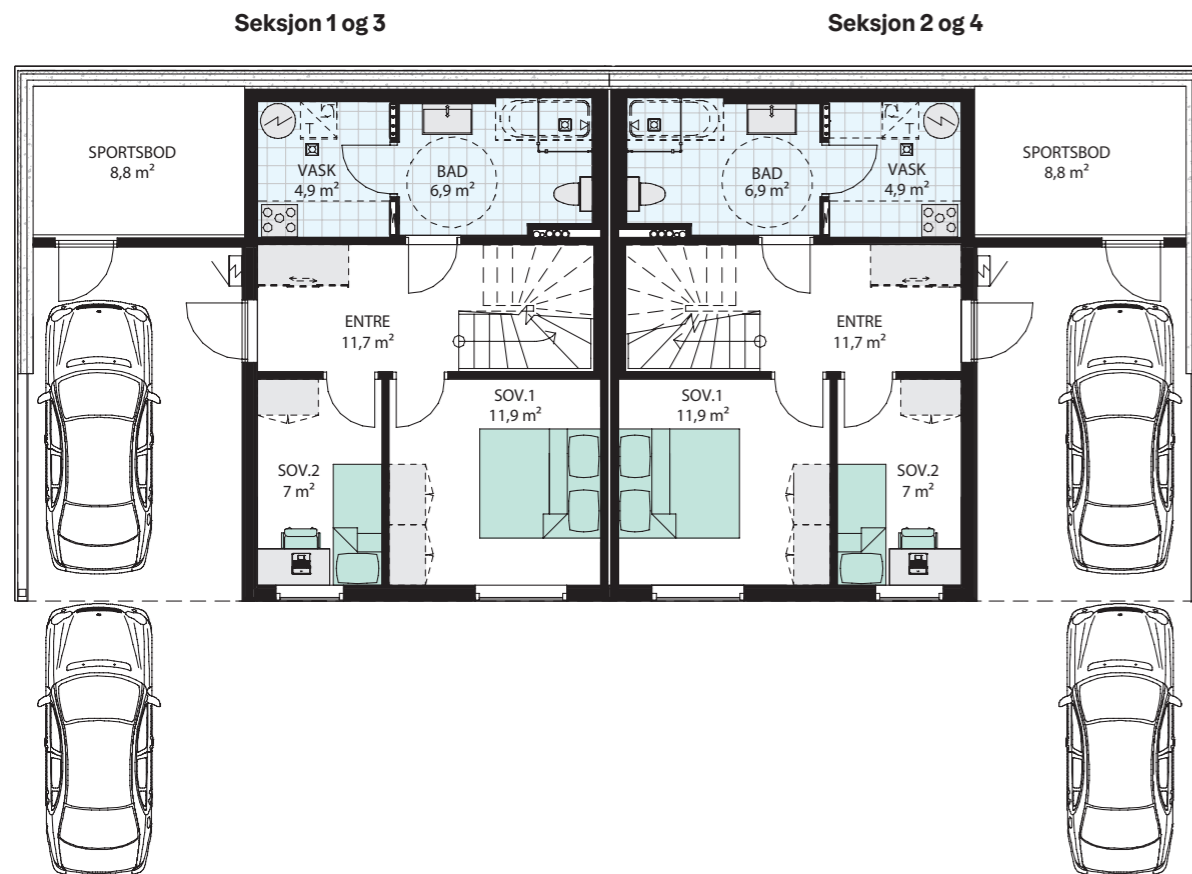 Seksjon 1 og 3
Seksjon 2 og 4
SPORTSBOD
8,8 m²
VASK
4,9 m²
BAD
6,9 m²
BAD
6,9 m²
VASK
4,9 m²
SPORTSBOD
8,8 m²
ENTRE
11,7 m²
ENTRE
11,7 m²
SOV.1
11,9 m²
SOV.1
11,9 m²
SOV.2
7 m²
SOV.2
7 m²